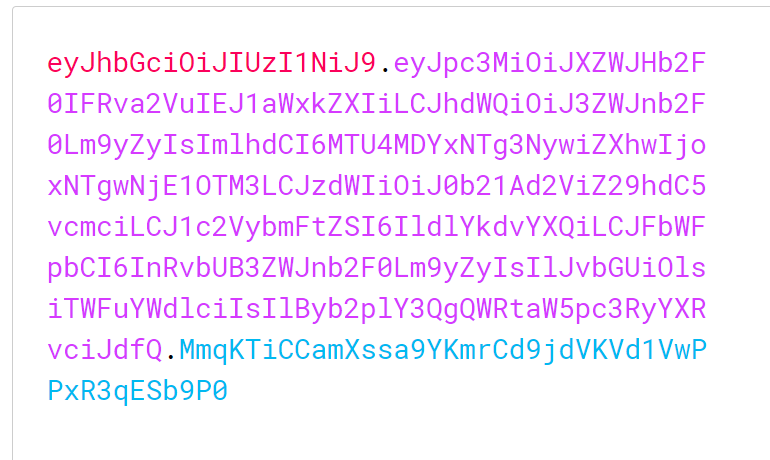 eyJhbGciOiJIUzI1NiJ9.eyJpc3MiOiJXZWJHb2F
0IFRva2VuIEJ1aWxkZXIiLCJhdWQiOiJ3ZWJnb2F
0Lm9yZyIsImlhdCI6MTU4MDYxNTg3NywiZXhwIjo
xNTgwNjE1OTM3LCJzdWIiOiJ0b21Ad2ViZ29hdC5
vcmciLCJ1c2VybmFtZSI6IldlYkdvYXQiLCJFbWF
pbCI6InRvbUB3ZWJnb2F0Lm9yZyIsIlJvbGUiOls
iTWFuYWdlciIsIlByb2plY3QgQWRtaW5pc3RyYXR
vciJdfQ.MmqKTiCCamXssa9YKmrCd9jdVKVd1VwP
PxR3qESb9P0